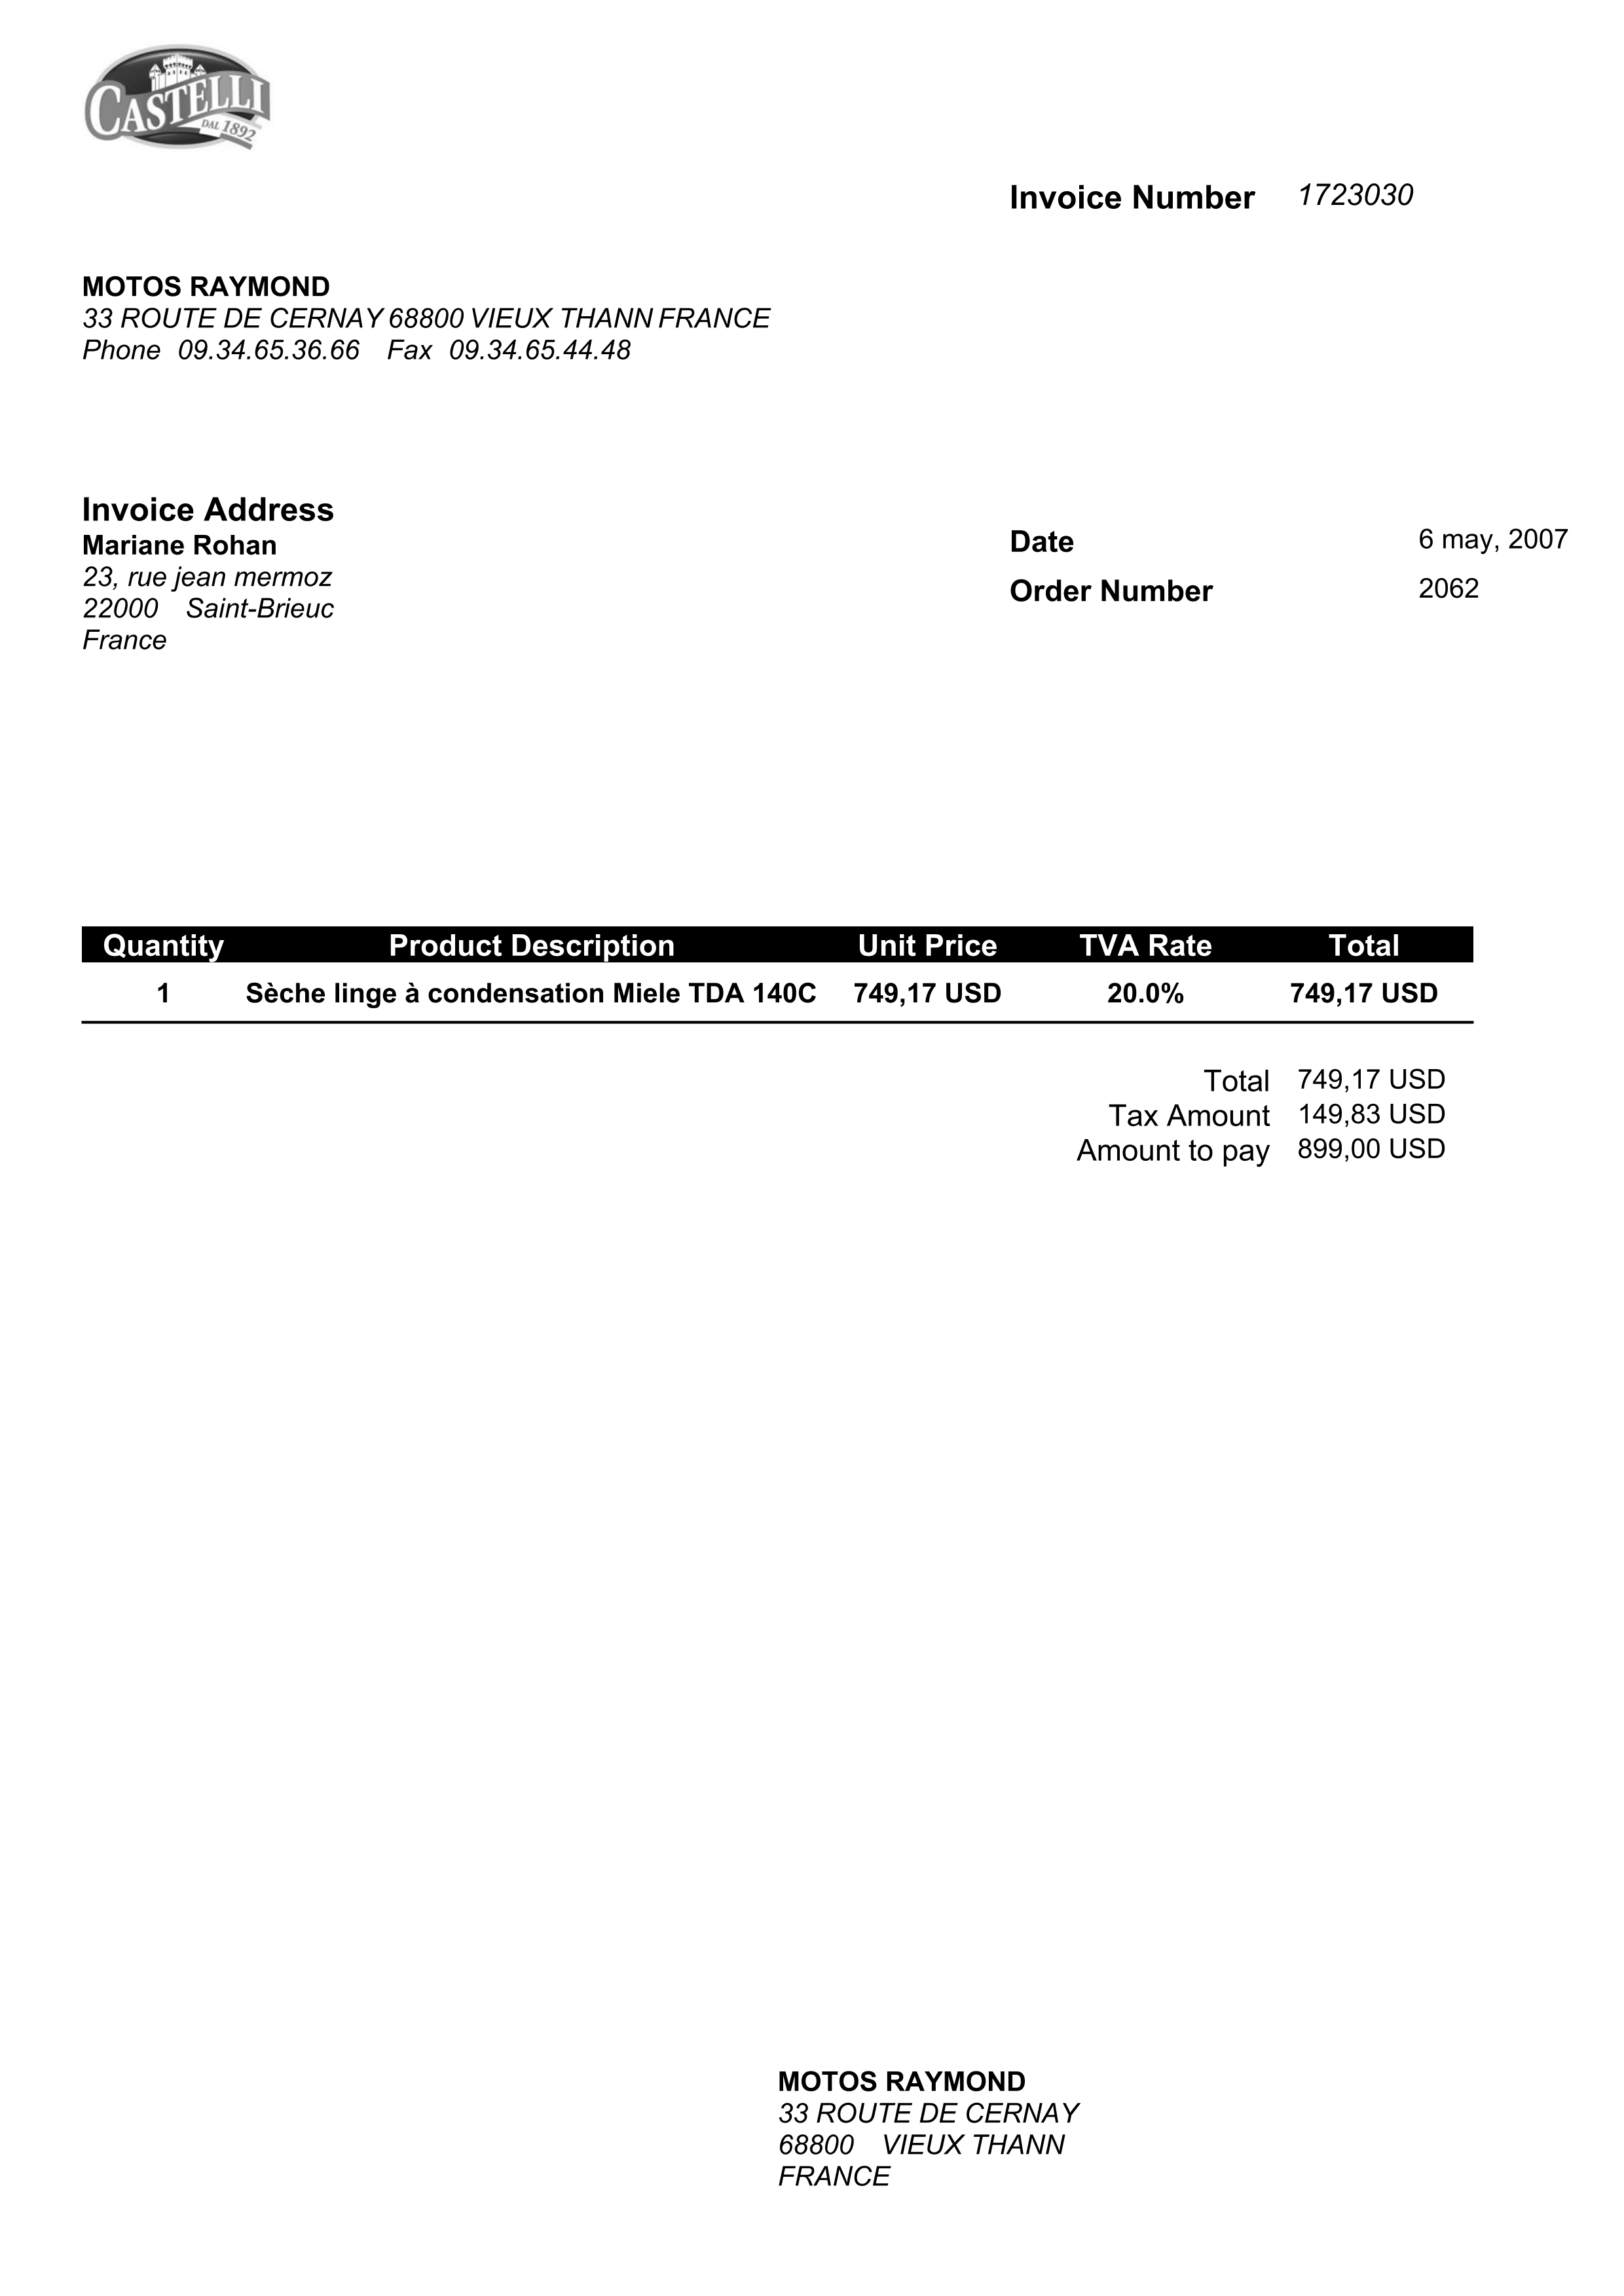 CASTELLI
DAL 1892
Invoice Number 1723030
MOTOS RAYMOND
33 ROUTE DE CERNAY 68800 VIEUX THANN FRANCE
Phone 09.34.65.36.66 Fax 09.34.65.44.48
Invoice Address
Mariane Rohan
23, rue jean mermoz
22000 Saint-Brieuc
France
Date 6 may, 2007
Order Number 2062
Quantity Product Description Unit Price TVA Rate Total
1 Sèche linge à condensation Miele TDA 140C 749,17 USD 20.0% 749,17 USD
Total 749,17 USD
Tax Amount 149,83 USD
Amount to pay 899,00 USD
MOTOS RAYMOND
33 ROUTE DE CERNAY
68800 VIEUX THANN
FRANCE